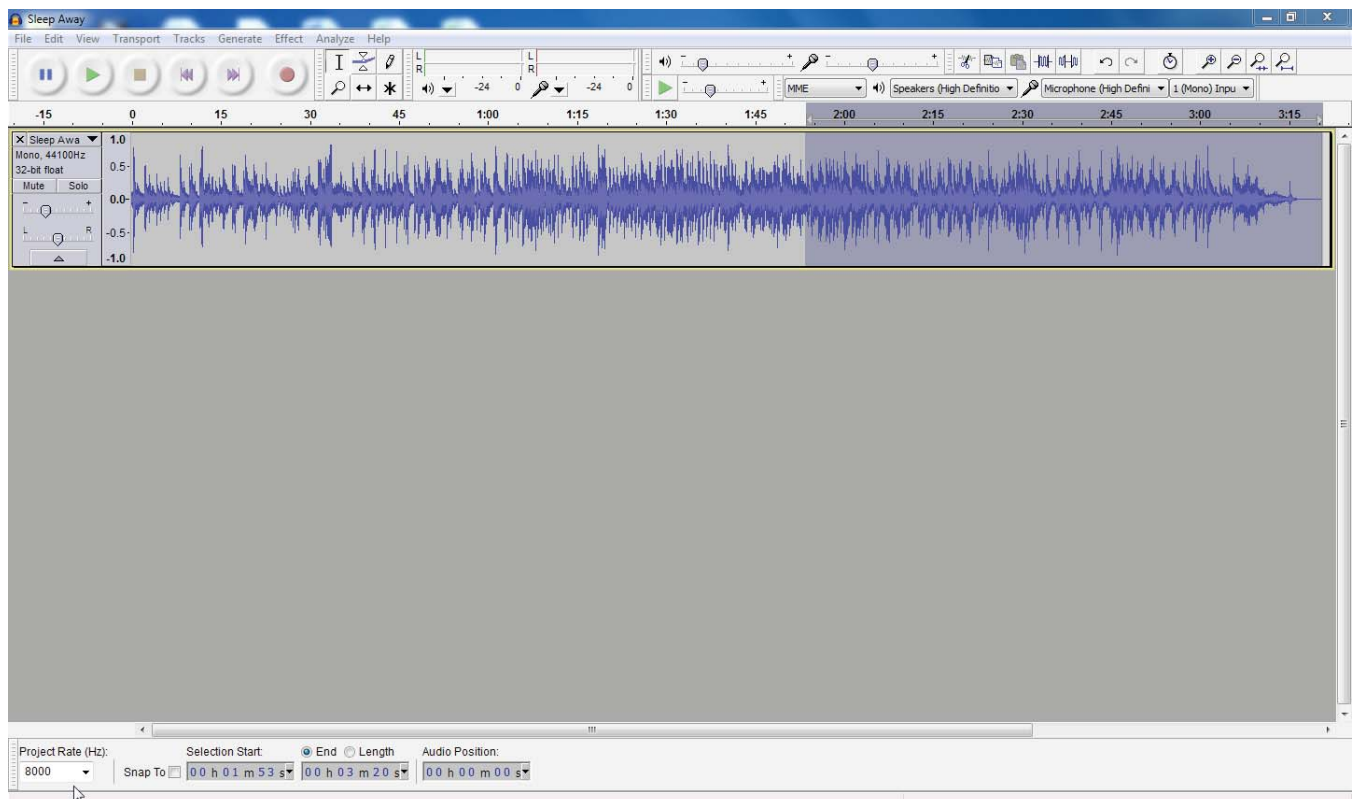 Sleep Away
File Edit View Transport Tracks Generate Effect Analyze Help
L
R
-24 0
L
R
-24 0
MME
Speakers (High Definitio
Microphone (High Defini
1 (Mono) Inpu
-15 0 15 30 45 1:00 1:15 1:30 1:45 2:00 2:15 2:30 2:45 3:00 3:15
Sleep Awa
Mono, 44100Hz
32-bit float
Mute Solo
- +
L R
1.0
0.5-
0.0-
-0.5-
-1.0
Project Rate (Hz): Selection Start: End Length Audio Position:
8000 Snap To 00 h 01 m 53 s 00 h 03 m 20 s 00 h 00 m 00 s